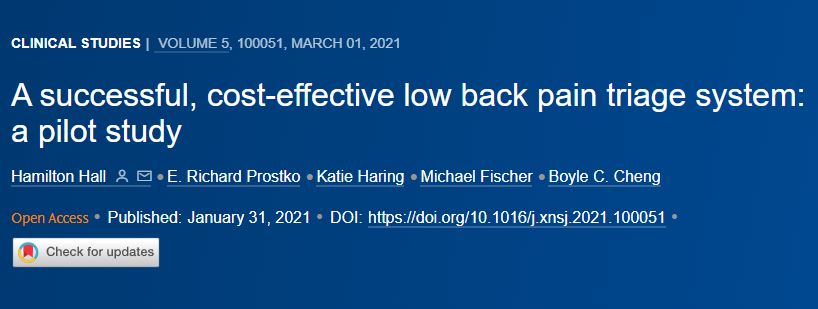 CLINICAL STUDIES | VOLUME 5, 100051, MARCH 01, 2021
A successful, cost-effective low back pain triage system:
a pilot study
Hamilton Hall • E. Richard Prostko • Katie Haring • Michael Fischer • Boyle C. Cheng
Open Access • Published: January 31, 2021 • DOI: https://doi.org/10.1016/j.xnsj.2021.100051 •
Check for updates